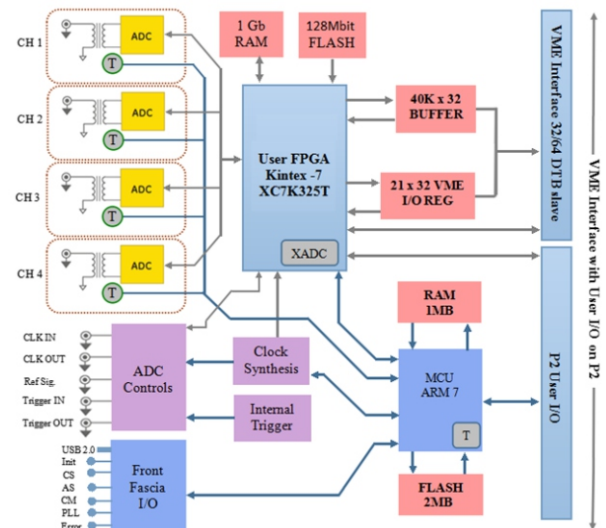 CH 1
ADC
T
CH 2
ADC
T
CH 3
ADC
T
CH 4
ADC
T
1 Gb
RAM
128Mbit
FLASH
User FPGA
Kintex -7
XC7K325T
XADC
40K x 32
BUFFER
21 x 32 VME
I/O REG
VME Interface 32/64 DTB slave
VME Interface with User I/O on P2
P2 User I/O
RAM
1MB
MCU
ARM 7
T
FLASH
2MB
CLK IN
CLK OUT
Ref Sig.
Trigger IN
Trigger OUT
ADC
Controls
Clock
Synthesis
Internal
Trigger
USB 2.0
Init
CS
AS
CM
PLL
Error
Front
Fascia
I/O